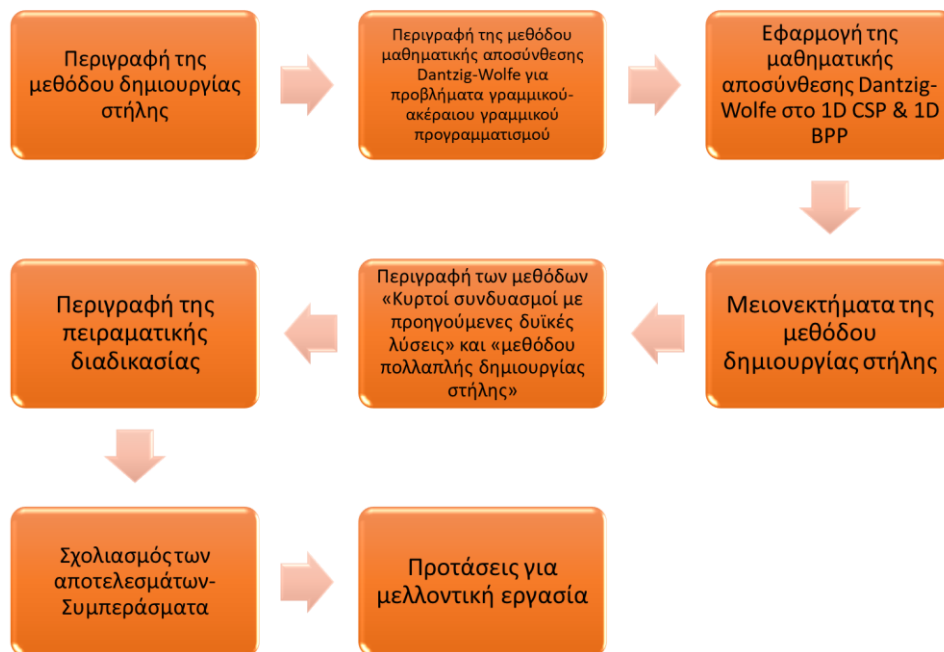 Περιγραφή της
μεθόδου δημιουργίας
στήλης
Περιγραφή της μεθόδου
μαθηματικής αποσύνθεσης
Dantzig-Wolfe για
προβλήματα γραμμικού-
ακέραιου γραμμικού
προγραμματισμού
Εφαρμογή της
μαθηματικής
αποσύνθεσης Dantzig-
Wolfe στο 1D CSP & 1D
BPP
Μειονεκτήματα της
μεθόδου
δημιουργίας στήλης
Περιγραφή των μεθόδων
«Κυρτοί συνδυασμοί με
προηγούμενες δυϊκές
λύσεις» και «μεθόδου
πολλαπλής δημιουργίας
στήλης»
Περιγραφή της
πειραματικής
διαδικασίας
Σχολιασμός των
αποτελεσμάτων-
Συμπεράσματα
Προτάσεις για
μελλοντική εργασία